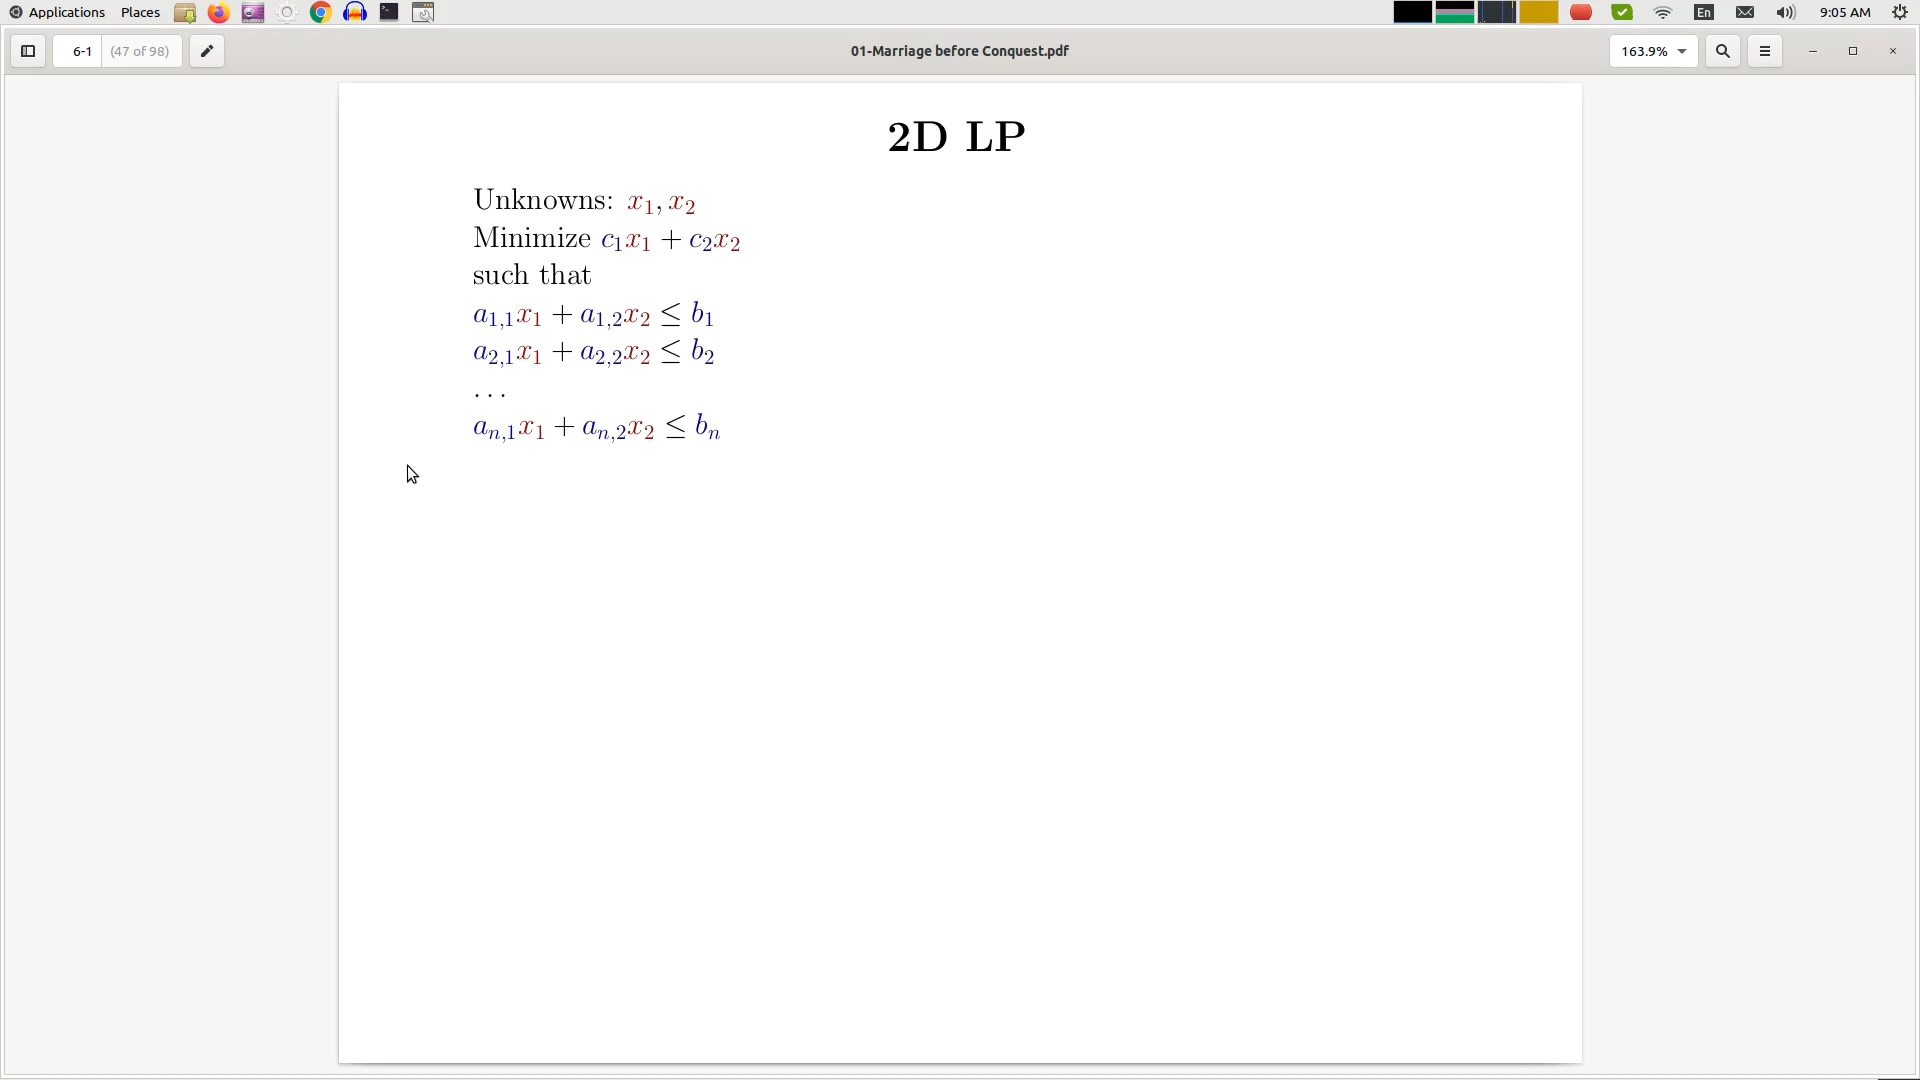 Applications Places En 9:05 AM
6-1 (47 of 98) 01-Marriage before Conquest.pdf 163.9%
2D LP
Unknowns: x₁, x₂
Minimize c₁x₁ + c₂x₂
such that
a₁,₁x₁ + a₁,₂x₂ ≤ b₁
a₂,₁x₁ + a₂,₂x₂ ≤ b₂
...
aₙ,₁x₁ + aₙ,₂x₂ ≤ bₙ